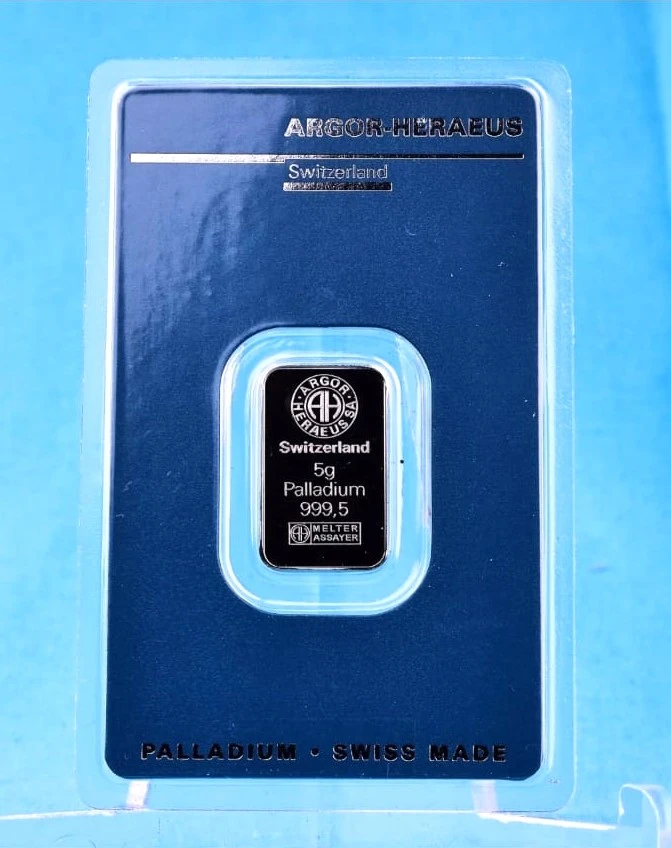 ARGOR-HERAEUS
Switzerland
ARGOR
HERAEUS SA
AH
Switzerland
5g
Palladium
999,5
AH MELTER
ASSAYER
PALLADIUM · SWISS MADE